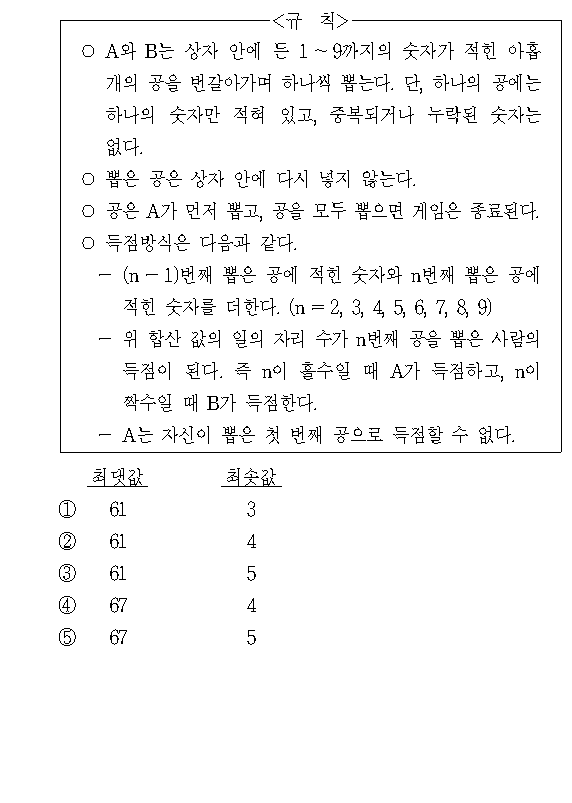 <규 칙>
○ A와 B는 상자 안에 든 1∼9까지의 숫자가 적힌 아홉
개의 공을 번갈아가며 하나씩 뽑는다. 단, 하나의 공에는
하나의 숫자만 적혀 있고, 중복되거나 누락된 숫자는
없다.
○ 뽑은 공은 상자 안에 다시 넣지 않는다.
○ 공은 A가 먼저 뽑고, 공을 모두 뽑으면 게임은 종료된다.
○ 득점방식은 다음과 같다.
－ (n－1)번째 뽑은 공에 적힌 숫자와 n번째 뽑은 공에
적힌 숫자를 더한다. (n＝2, 3, 4, 5, 6, 7, 8, 9)
－ 위 합산 값의 일의 자리 수가 n번째 공을 뽑은 사람의
득점이 된다. 즉 n이 홀수일 때 A가 득점하고, n이
짝수일 때 B가 득점한다.
－ A는 자신이 뽑은 첫 번째 공으로 득점할 수 없다.
최댓값 최솟값
① 61 3
② 61 4
③ 61 5
④ 67 4
⑤ 67 5